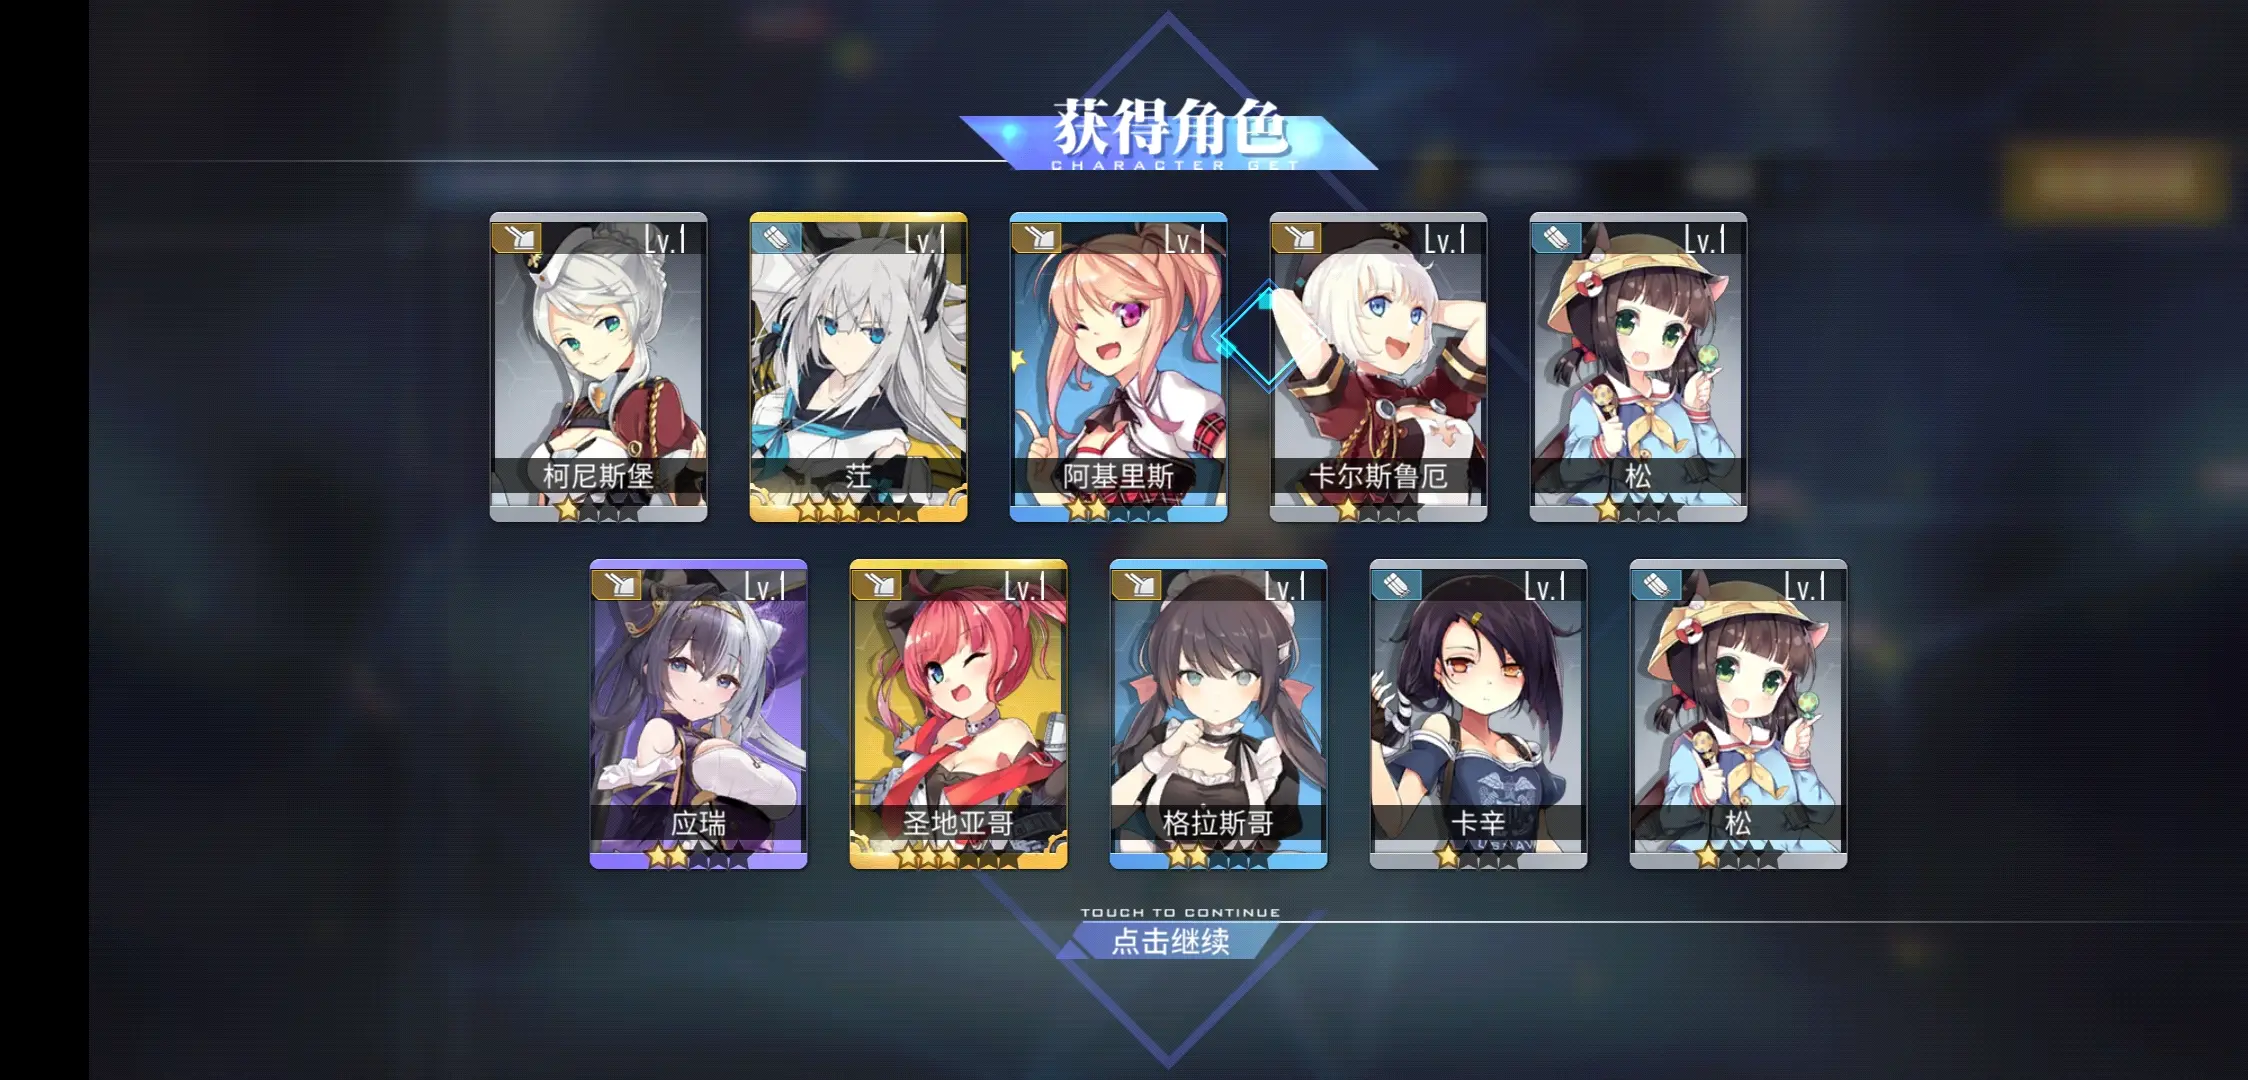 获得角色
CHARACTER GET
Lv.1
Lv.1
Lv.1
Lv.1
Lv.1
柯尼斯堡
茳
阿基里斯
卡尔斯鲁厄
松
Lv.1
Lv.1
Lv.1
Lv.1
Lv.1
应瑞
圣地亚哥
格拉斯哥
卡辛
松
TOUCH TO CONTINUE
点击继续